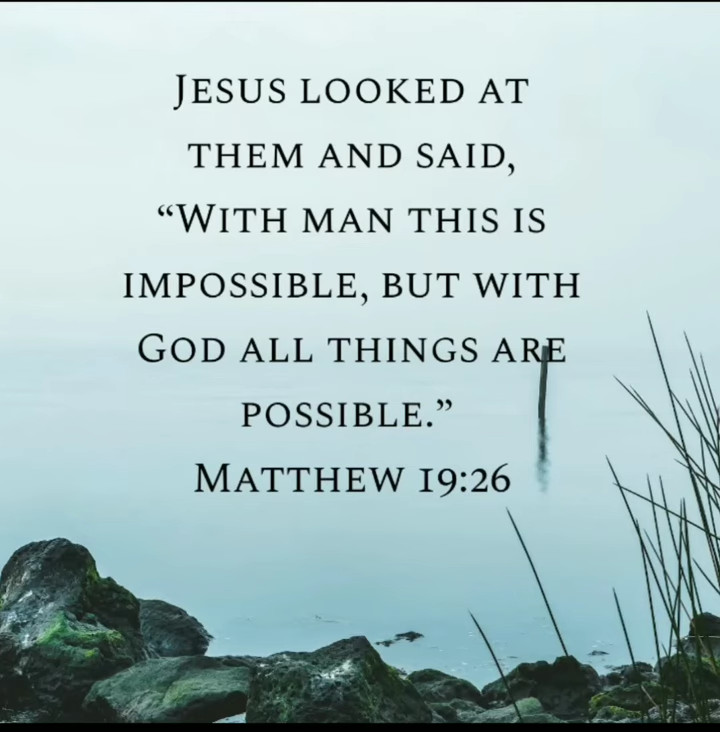 Jesus looked at
them and said,
“With man this is
impossible, but with
God all things are
possible.”
Matthew 19:26